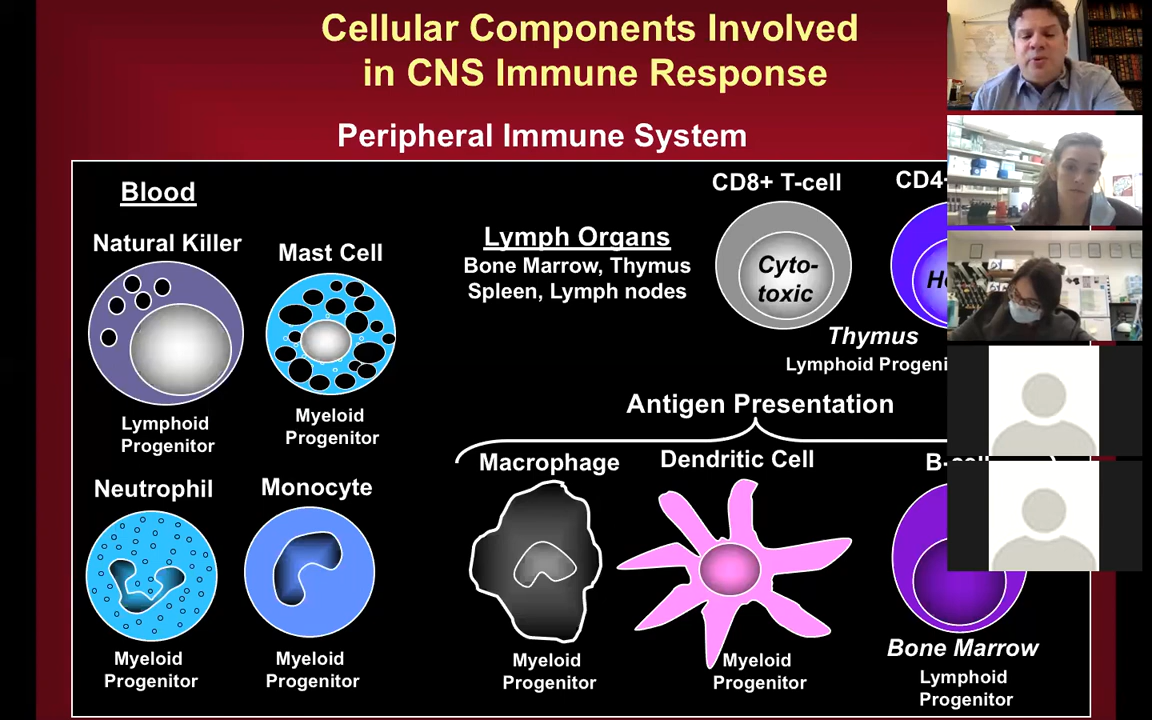 Cellular Components Involved
in CNS Immune Response
Peripheral Immune System
Blood
Natural Killer
Lymphoid
Progenitor
Mast Cell
Myeloid
Progenitor
Neutrophil
Myeloid
Progenitor
Monocyte
Myeloid
Progenitor
Lymph Organs
Bone Marrow, Thymus
Spleen, Lymph nodes
CD8+ T-cell
Cyto-
toxic
CD4
Thymus
Lymphoid
Antigen Presentation
Macrophage
Myeloid
Progenitor
Dendritic Cell
Myeloid
Progenitor
B-cell
Bone Marrow
Lymphoid
Progenitor